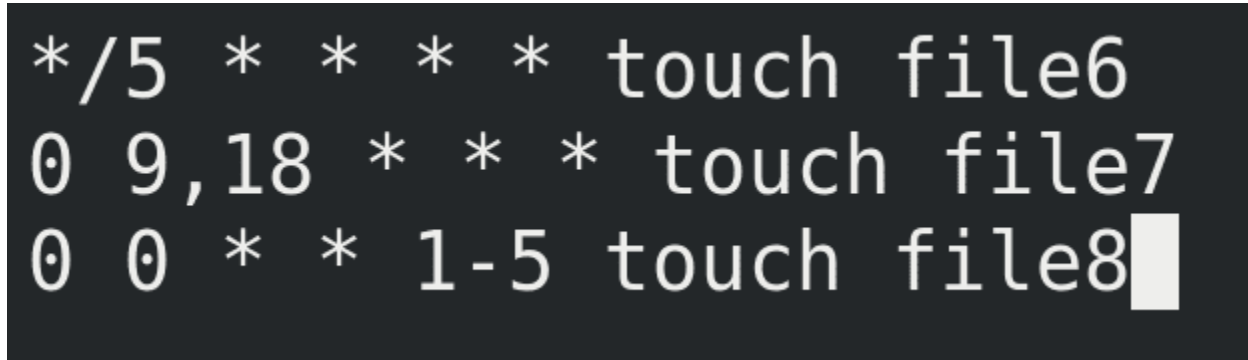 */5 * * * * touch file6
0 9,18 * * * touch file7
0 0 * * 1-5 touch file8